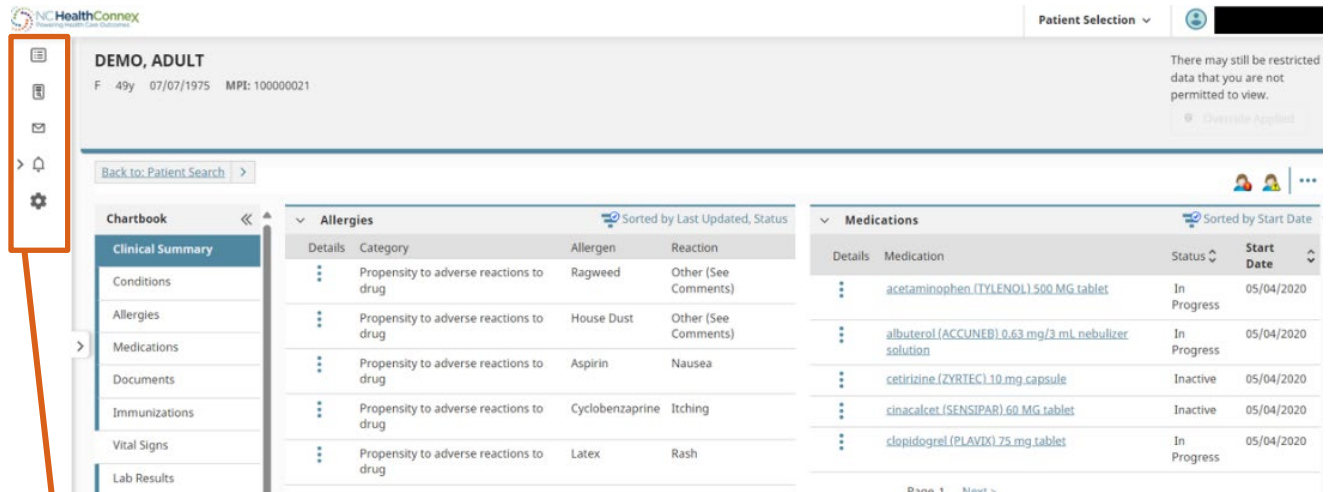 NC HealthConnex
Powering Health Care Outcomes
Patient Selection
DEMO, ADULT
F 49y 07/07/1975 MPI: 100000021
There may still be restricted
data that you are not
permitted to view.
Override Applied
Back to: Patient Search >
Chartbook
Clinical Summary
Conditions
Allergies
Medications
Documents
Immunizations
Vital Signs
Lab Results
Allergies Sorted by Last Updated, Status
Details Category Allergen Reaction
Propensity to adverse reactions to Ragweed Other (See
drug Comments)
Propensity to adverse reactions to House Dust Other (See
drug Comments)
Propensity to adverse reactions to Aspirin Nausea
drug
Propensity to adverse reactions to Cyclobenzaprine Itching
drug
Propensity to adverse reactions to Latex Rash
drug
Medications Sorted by Start Date
Details Medication Status Start
Date
acetaminophen (TYLENOL) 500 MG tablet In 05/04/2020
Progress
albuterol (ACCUNEB) 0.63 mg/3 mL nebulizer In 05/04/2020
solution Progress
cetirizine (ZYRTEC) 10 mg capsule Inactive 05/04/2020
cinacalcet (SENSIPAR) 60 MG tablet Inactive 05/04/2020
clopidogrel (PLAVIX) 75 mg tablet In 05/04/2020
Progress
Page 1 Next >